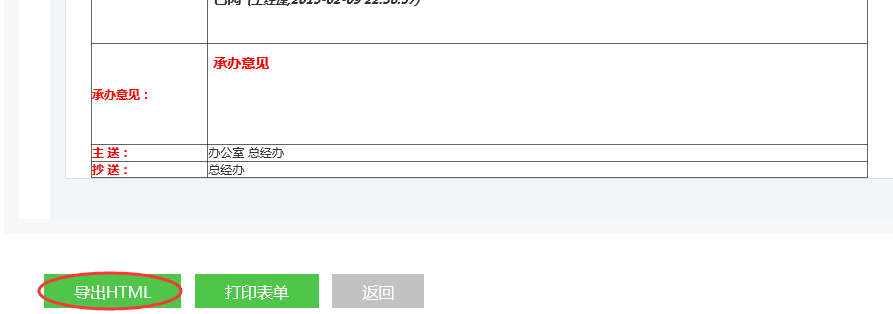 承办意见
承办意见：
主 送： 办公室 总经办
抄 送： 总经办
导出HTML 打印表单 返回